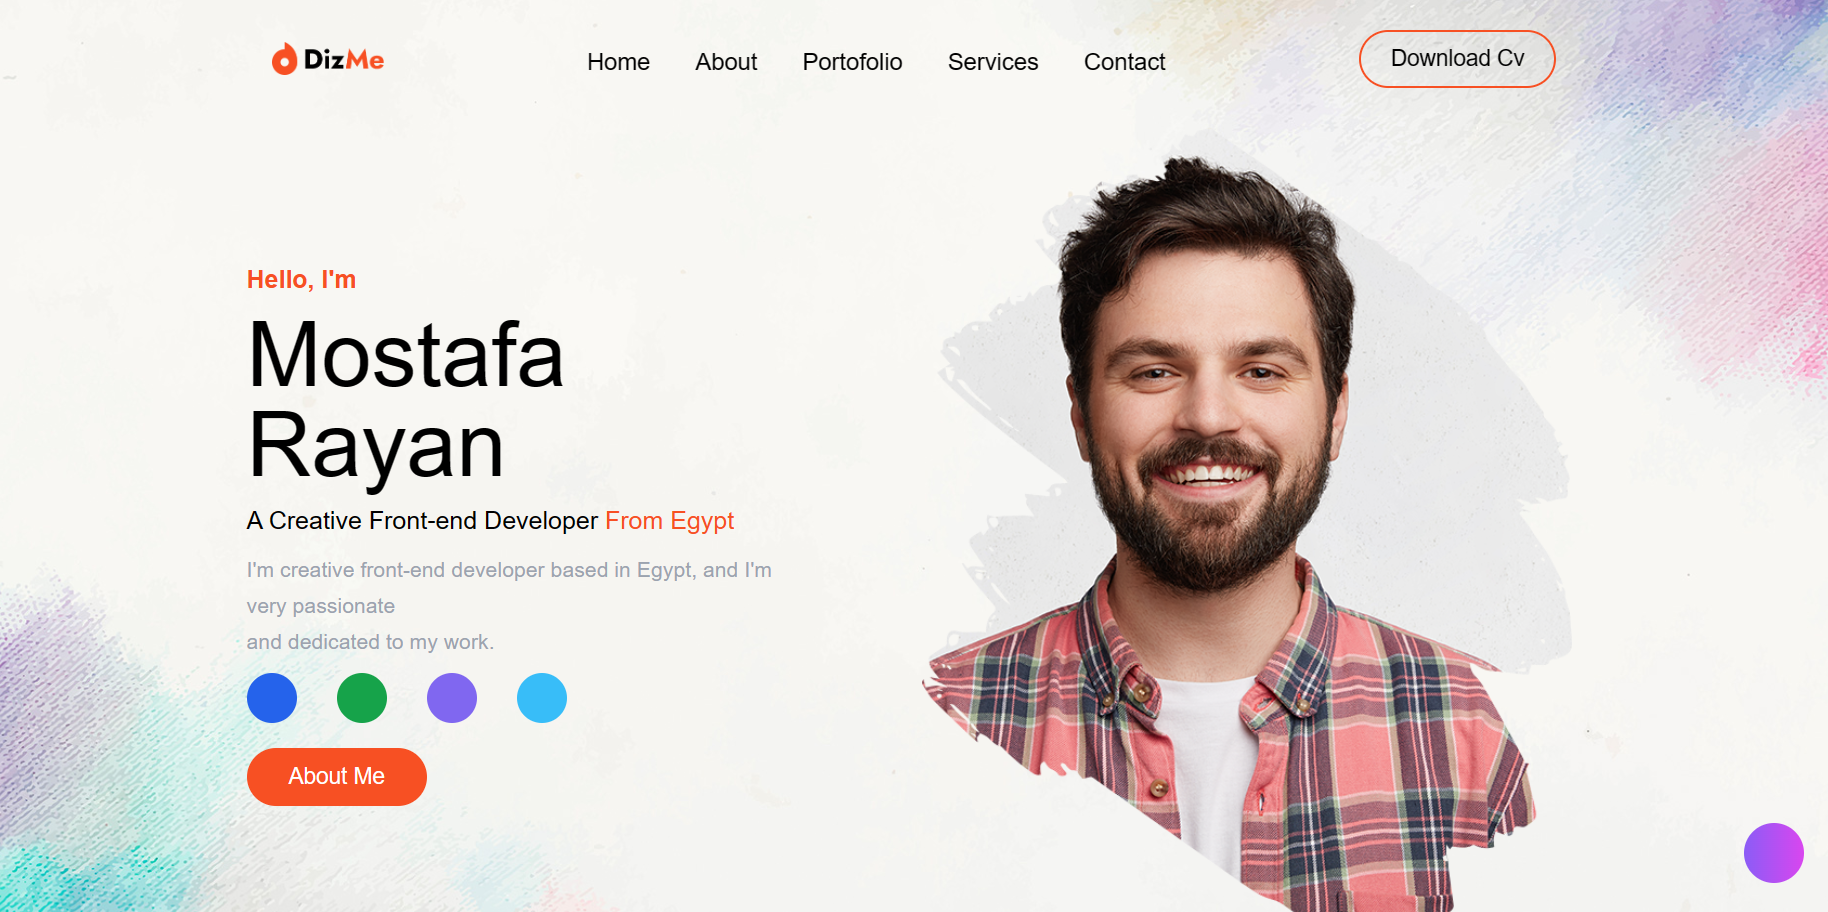 DizMe
Home
About
Portofolio
Services
Contact
Download Cv
Hello, I'm
Mostafa
Rayan
A Creative Front-end Developer From Egypt
I'm creative front-end developer based in Egypt, and I'm
very passionate
and dedicated to my work.
About Me